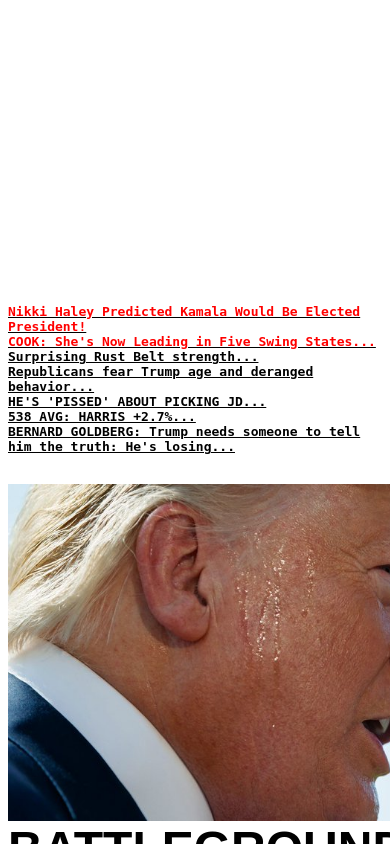 Nikki Haley Predicted Kamala Would Be Elected
President!
COOK: She's Now Leading in Five Swing States...
Surprising Rust Belt strength...
Republicans fear Trump age and deranged
behavior...
HE'S 'PISSED' ABOUT PICKING JD...
538 AVG: HARRIS +2.7%...
BERNARD GOLDBERG: Trump needs someone to tell
him the truth: He's losing...
BATTLEGROUND